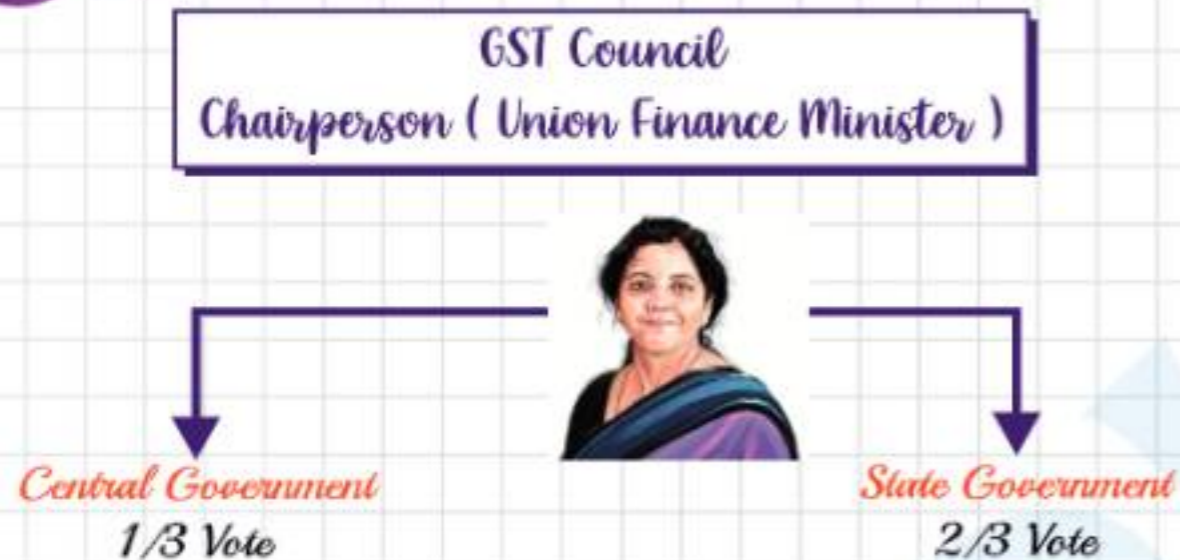 GST Council
Chairperson ( Union Finance Minister )
Central Government
State Government
1/3 Vote
2/3 Vote